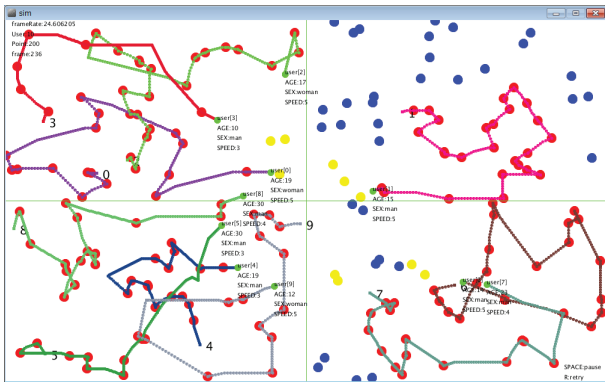 sim
frameRate:24.606205
Point:200
Frame:236
user[2]
AGE:17
SEX:woman
SPEED:5
user[3]
AGE:10
SEX:man
SPEED:3
3
1
0
user[0]
AGE:19
SEX:woman
SPEED:5
AGE:15
SEX:man
SPEED:5
user[8]
AGE:30
SEX:man
SPEED:4
8
9
user[5]
AGE:30
SEX:man
SPEED:3
user[4]
AGE:19
SEX:man
SPEED:3
user[9]
AGE:12
SEX:woman
SPEED:5
7
user[7]
SEX:man
SPEED:5
SPEED:4
4
5
SPACE:pause
R:retry